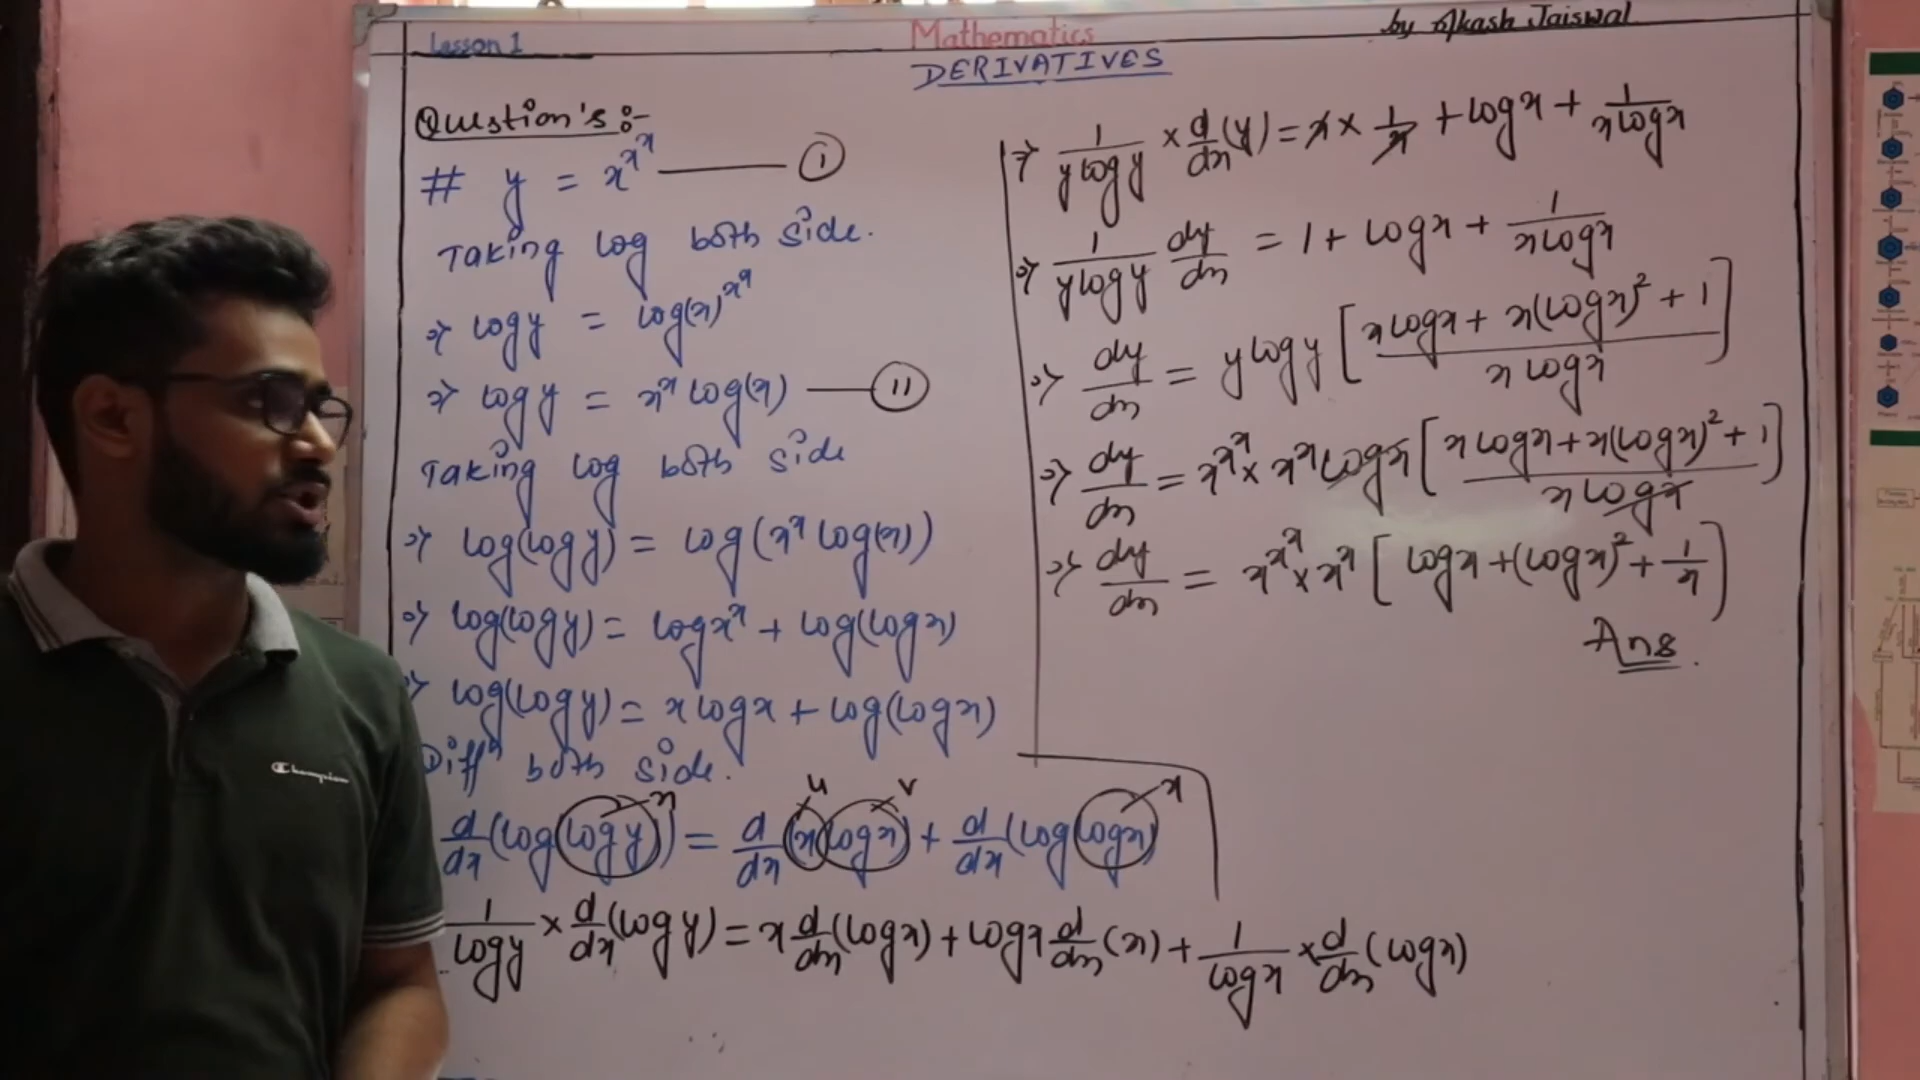 Lesson 1
Mathematics
by Akash Jaiswal
DERIVATIVES
Question's :-
# y = x^x^x —— (I)
Taking log both side.
⇒ log y = log(x)^x^x
⇒ log y = x^x log(x) —— (II)
Taking log both side
⇒ log(log y) = log(x^x log(x))
⇒ log(log y) = log x^x + log(log x)
⇒ log(log y) = x log x + log(log x)
Diffⁿ both side.
x u v x
d/dx (log(log y)) = d/dx (x log x) + d/dx (log(log x))
1/log y × d/dx (log y) = x d/dx (log x) + log x d/dx (x) + 1/log x × d/dx (log x)
⇒ 1/(y log y) × d/dx (y) = x × 1/x + log x + 1/(x log x)
⇒ 1/(y log y) dy/dx = 1 + log x + 1/(x log x)
⇒ dy/dx = y log y [(x log x + x(log x)² + 1)/(x log x)]
⇒ dy/dx = x^x^x × x^x log x [(x log x + x(log x)² + 1)/(x log x)]
⇒ dy/dx = x^x^x × x^x [log x + (log x)² + 1/x]
Ans.
Champion